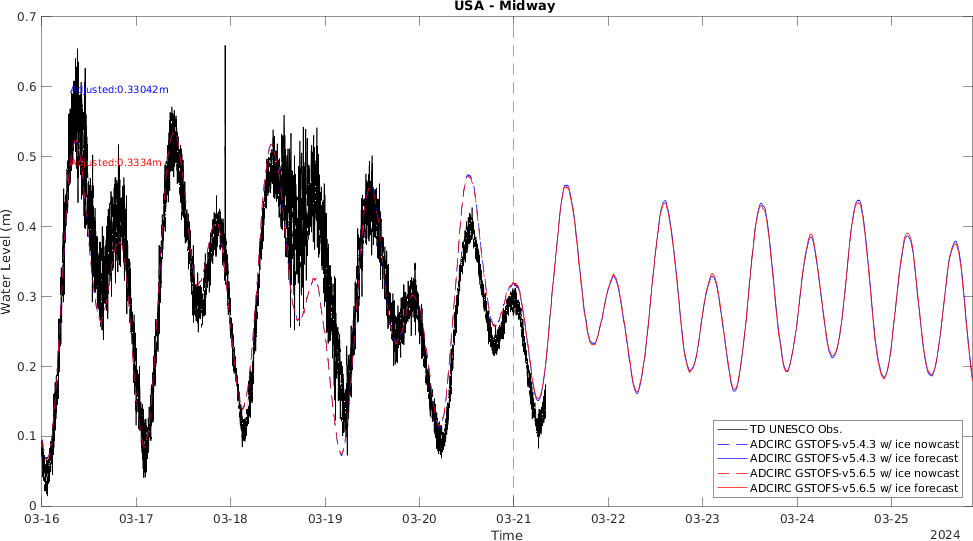 USA - Midway
0.7
0.6
0.5
0.4
0.3
0.2
0.1
0
Water Level (m)
Adjusted:0.33042m
Adjusted:0.3334m
TD UNESCO Obs.
ADCIRC GSTOFS-v5.4.3 w/ ice nowcast
ADCIRC GSTOFS-v5.4.3 w/ ice forecast
ADCIRC GSTOFS-v5.6.5 w/ ice nowcast
ADCIRC GSTOFS-v5.6.5 w/ ice forecast
03-16 03-17 03-18 03-19 03-20 03-21 03-22 03-23 03-24 03-25
Time
2024